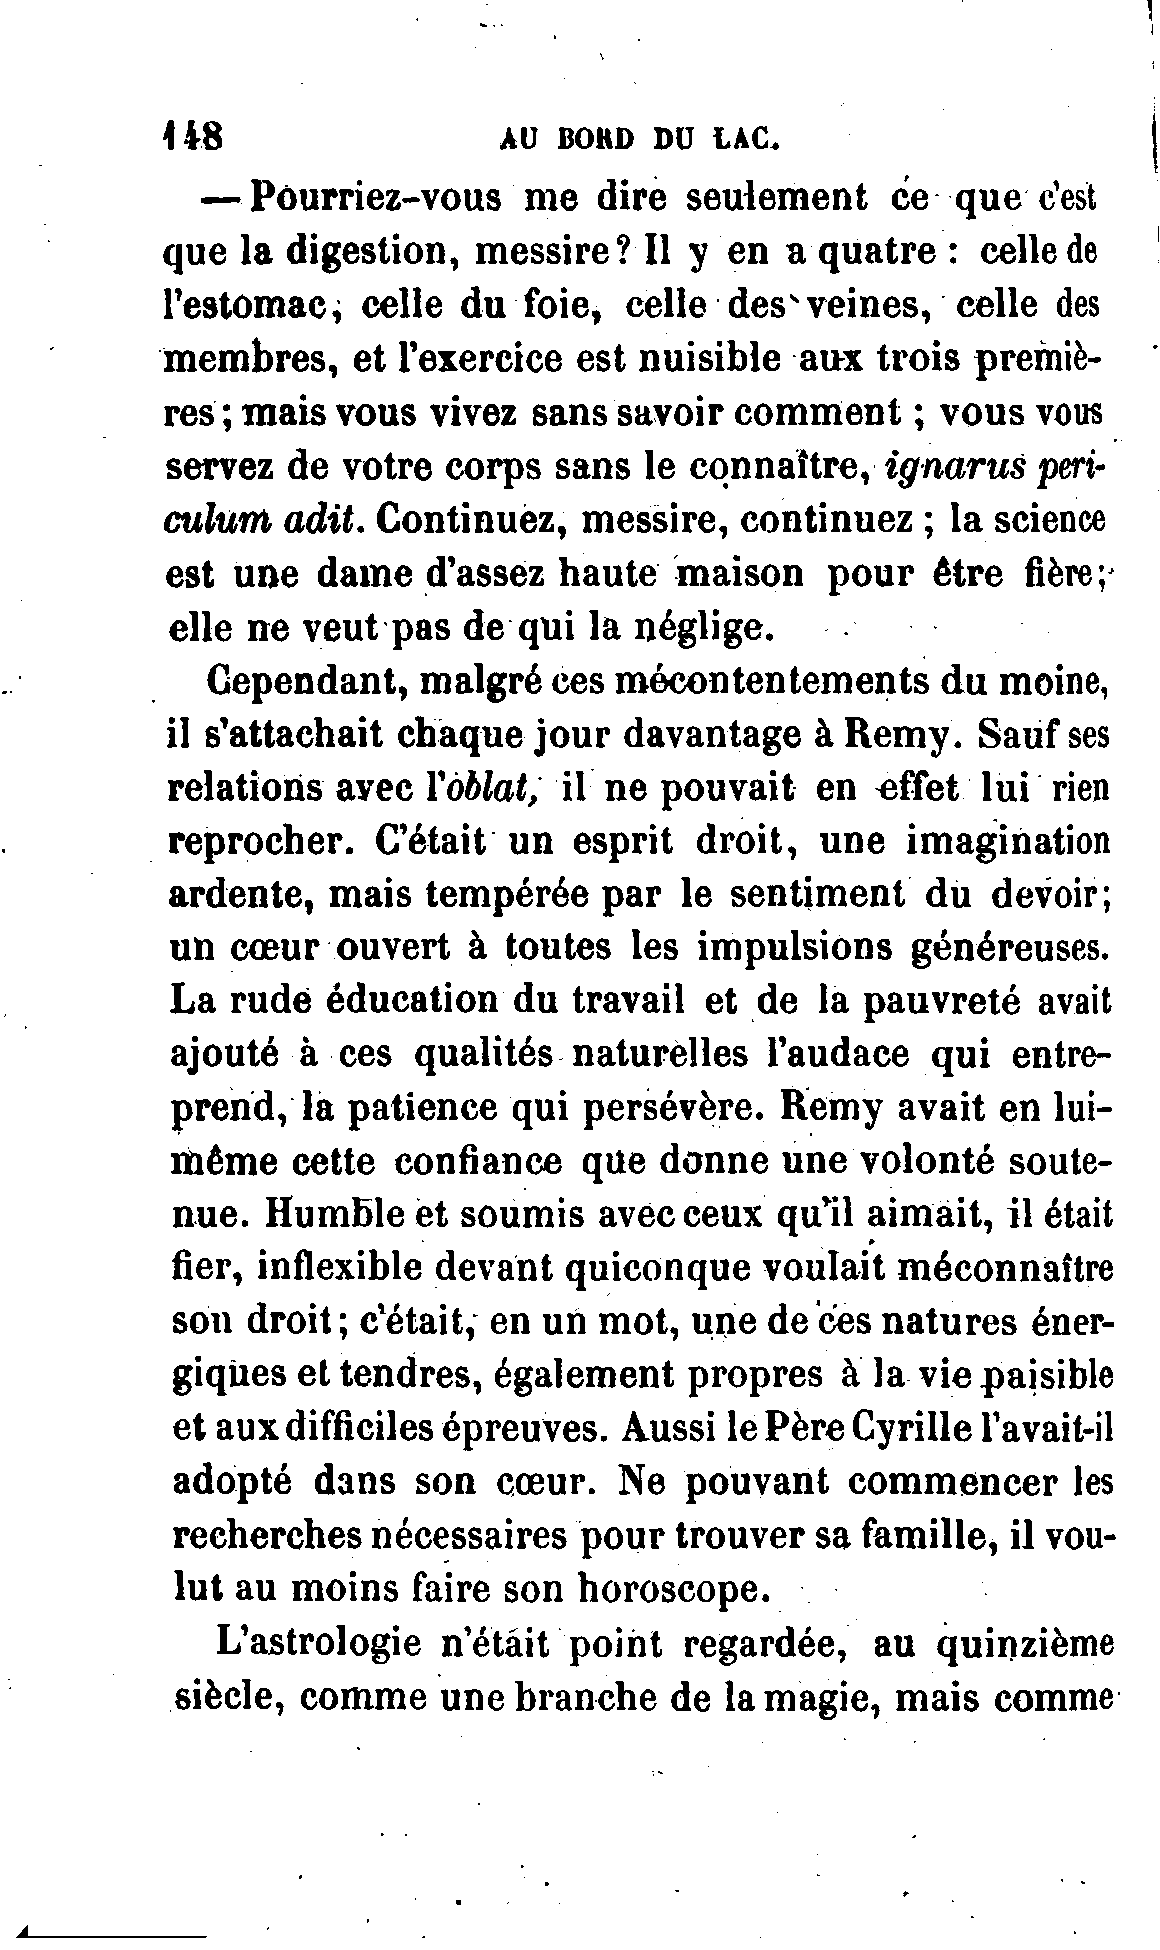 148 AU BORD DU LAC.
— Pourriez-vous me dire seulement ce que c'est
que la digestion, messire? Il y en a quatre : celle de
l'estomac, celle du foie, celle des veines, celle des
membres, et l'exercice est nuisible aux trois premiè-
res; mais vous vivez sans savoir comment ; vous vous
servez de votre corps sans le connaître, ignarus peri-
culum adit. Continuez, messire, continuez ; la science
est une dame d'assez haute maison pour être fière;
elle ne veut pas de qui la néglige.
Cependant, malgré ces mécontentements du moine,
il s'attachait chaque jour davantage à Remy. Sauf ses
relations avec l'oblat, il ne pouvait en effet lui rien
reprocher. C'était un esprit droit, une imagination
ardente, mais tempérée par le sentiment du devoir;
un cœur ouvert à toutes les impulsions généreuses.
La rude éducation du travail et de la pauvreté avait
ajouté à ces qualités naturelles l'audace qui entre-
prend, la patience qui persévère. Remy avait en lui-
même cette confiance que donne une volonté soute-
nue. Humble et soumis avec ceux qu'il aimait, il était
fier, inflexible devant quiconque voulait méconnaître
son droit; c'était, en un mot, une de ces natures éner-
giques et tendres, également propres à la vie paisible
et aux difficiles épreuves. Aussi le Père Cyrille l'avait-il
adopté dans son cœur. Ne pouvant commencer les
recherches nécessaires pour trouver sa famille, il vou-
lut au moins faire son horoscope.
L'astrologie n'était point regardée, au quinzième
siècle, comme une branche de la magie, mais comme